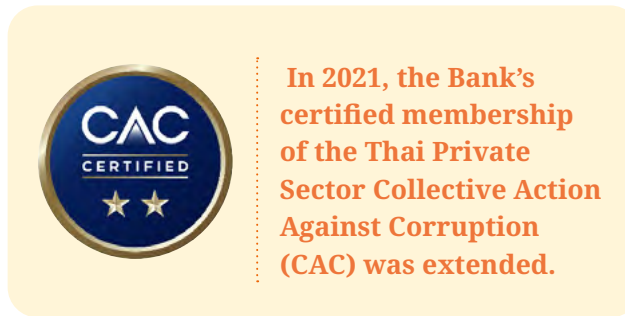 CAC
CERTIFIED
In 2021, the Bank’s
certified membership
of the Thai Private
Sector Collective Action
Against Corruption
(CAC) was extended.